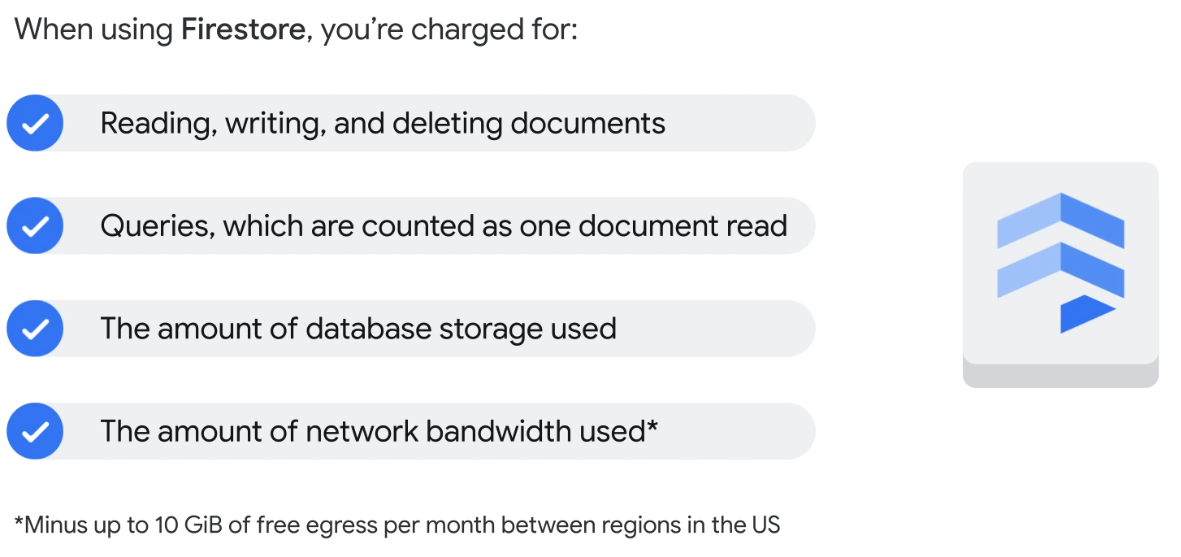 When using Firestore, you’re charged for:
Reading, writing, and deleting documents
Queries, which are counted as one document read
The amount of database storage used
The amount of network bandwidth used*
*Minus up to 10 GiB of free egress per month between regions in the US